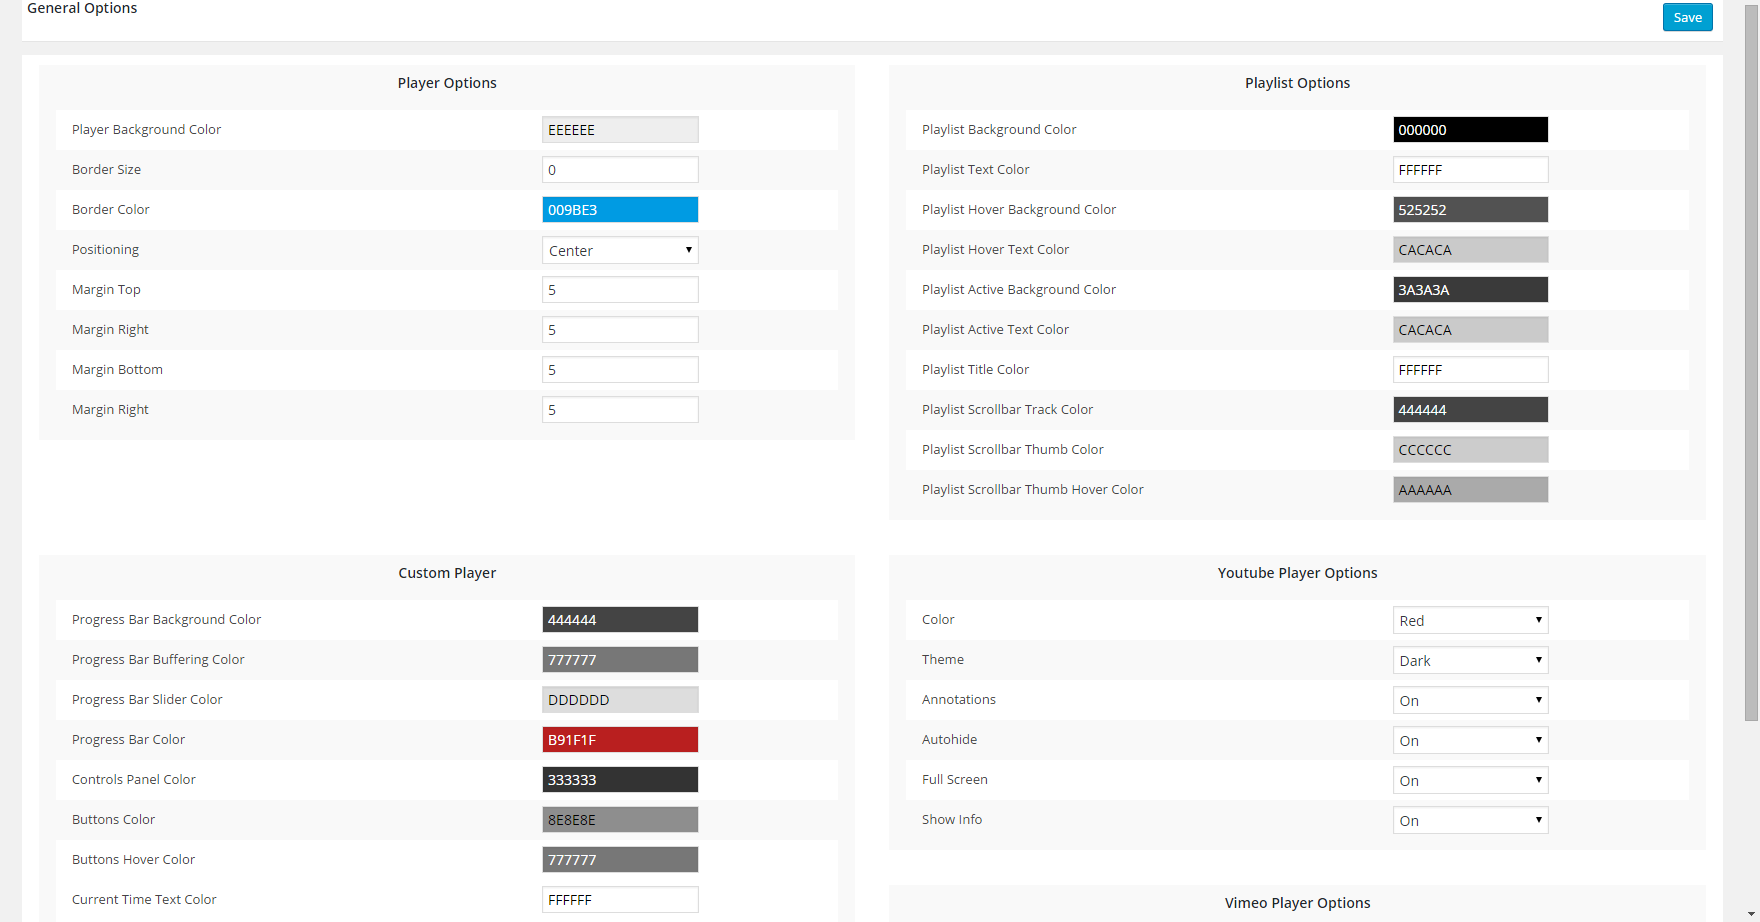 General Options
Save
Player Options
Player Background Color EEEEEE
Border Size 0
Border Color 009BE3
Positioning Center
Margin Top 5
Margin Right 5
Margin Bottom 5
Margin Right 5
Playlist Options
Playlist Background Color 000000
Playlist Text Color FFFFFF
Playlist Hover Background Color 525252
Playlist Hover Text Color CACACA
Playlist Active Background Color 3A3A3A
Playlist Active Text Color CACACA
Playlist Title Color FFFFFF
Playlist Scrollbar Track Color 444444
Playlist Scrollbar Thumb Color CCCCCC
Playlist Scrollbar Thumb Hover Color AAAAAA
Custom Player
Progress Bar Background Color 444444
Progress Bar Buffering Color 777777
Progress Bar Slider Color DDDDDD
Progress Bar Color B91F1F
Controls Panel Color 333333
Buttons Color 8E8E8E
Buttons Hover Color 777777
Current Time Text Color FFFFFF
Youtube Player Options
Color Red
Theme Dark
Annotations On
Autohide On
Full Screen On
Show Info On
Vimeo Player Options